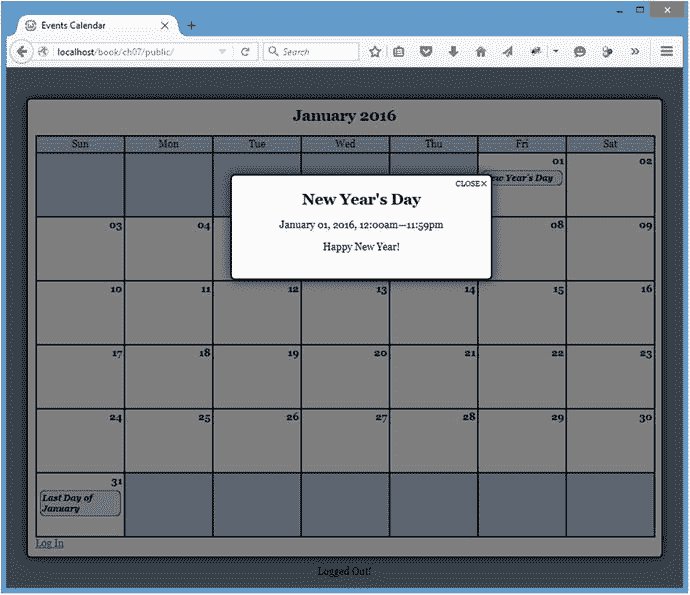 Events Calendar
localhost/book/ch07/public/
Search
January 2016
Sun Mon Tue Wed Thu Fri Sat
01 02
New Year's Day
CLOSE
New Year's Day
January 01, 2016, 12:00am—11:59pm
Happy New Year!
03 04 08 09
10 11 12 13 14 15 16
17 18 19 20 21 22 23
24 25 26 27 28 29 30
31
Last Day of
January
Log In
Logged Out!